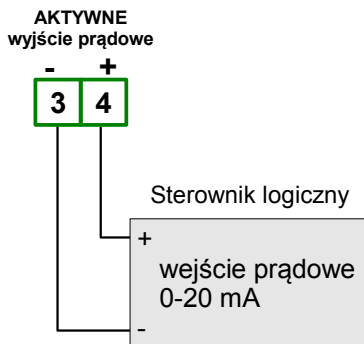 AKTYWNE
wyjście prądowe
- +
3 4
Sterownik logiczny
+
wejście prądowe
0-20 mA
-